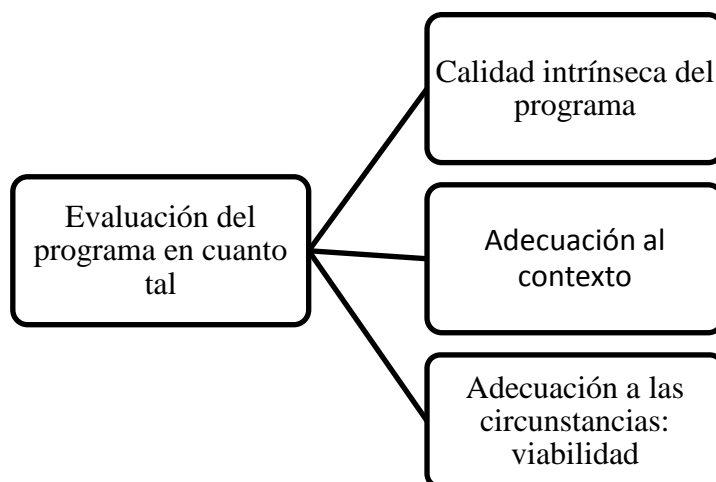 Evaluación del
programa en cuanto
tal
Calidad intrínseca del
programa
Adecuación al
contexto
Adecuación a las
circunstancias:
viabilidad